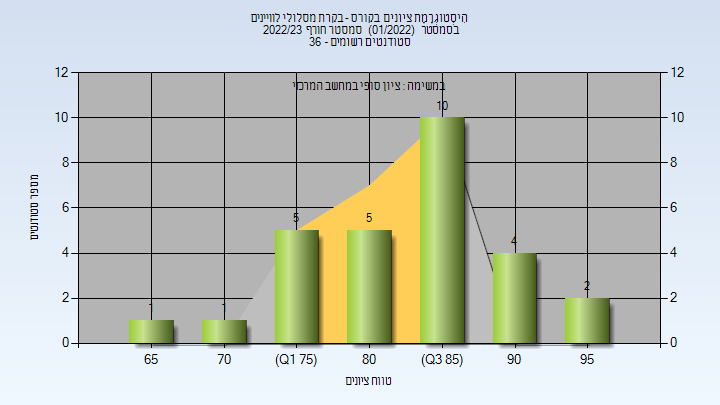 היסטוגרמת ציונים בקורס - בקרת מסלולי לוויינים
בסמסטר (01/2022) סמסטר חורף 2022/23
סטודנטים רשומים - 36
במשימה : ציון סופי במחשב המרכזי
מספר סטודנטים
12 12
10 10
8 8
6 6
4 4
2 2
0 0
1 1 5 5 10 4 2
65 70 (Q1 75) 80 (Q3 85) 90 95
טווח ציונים